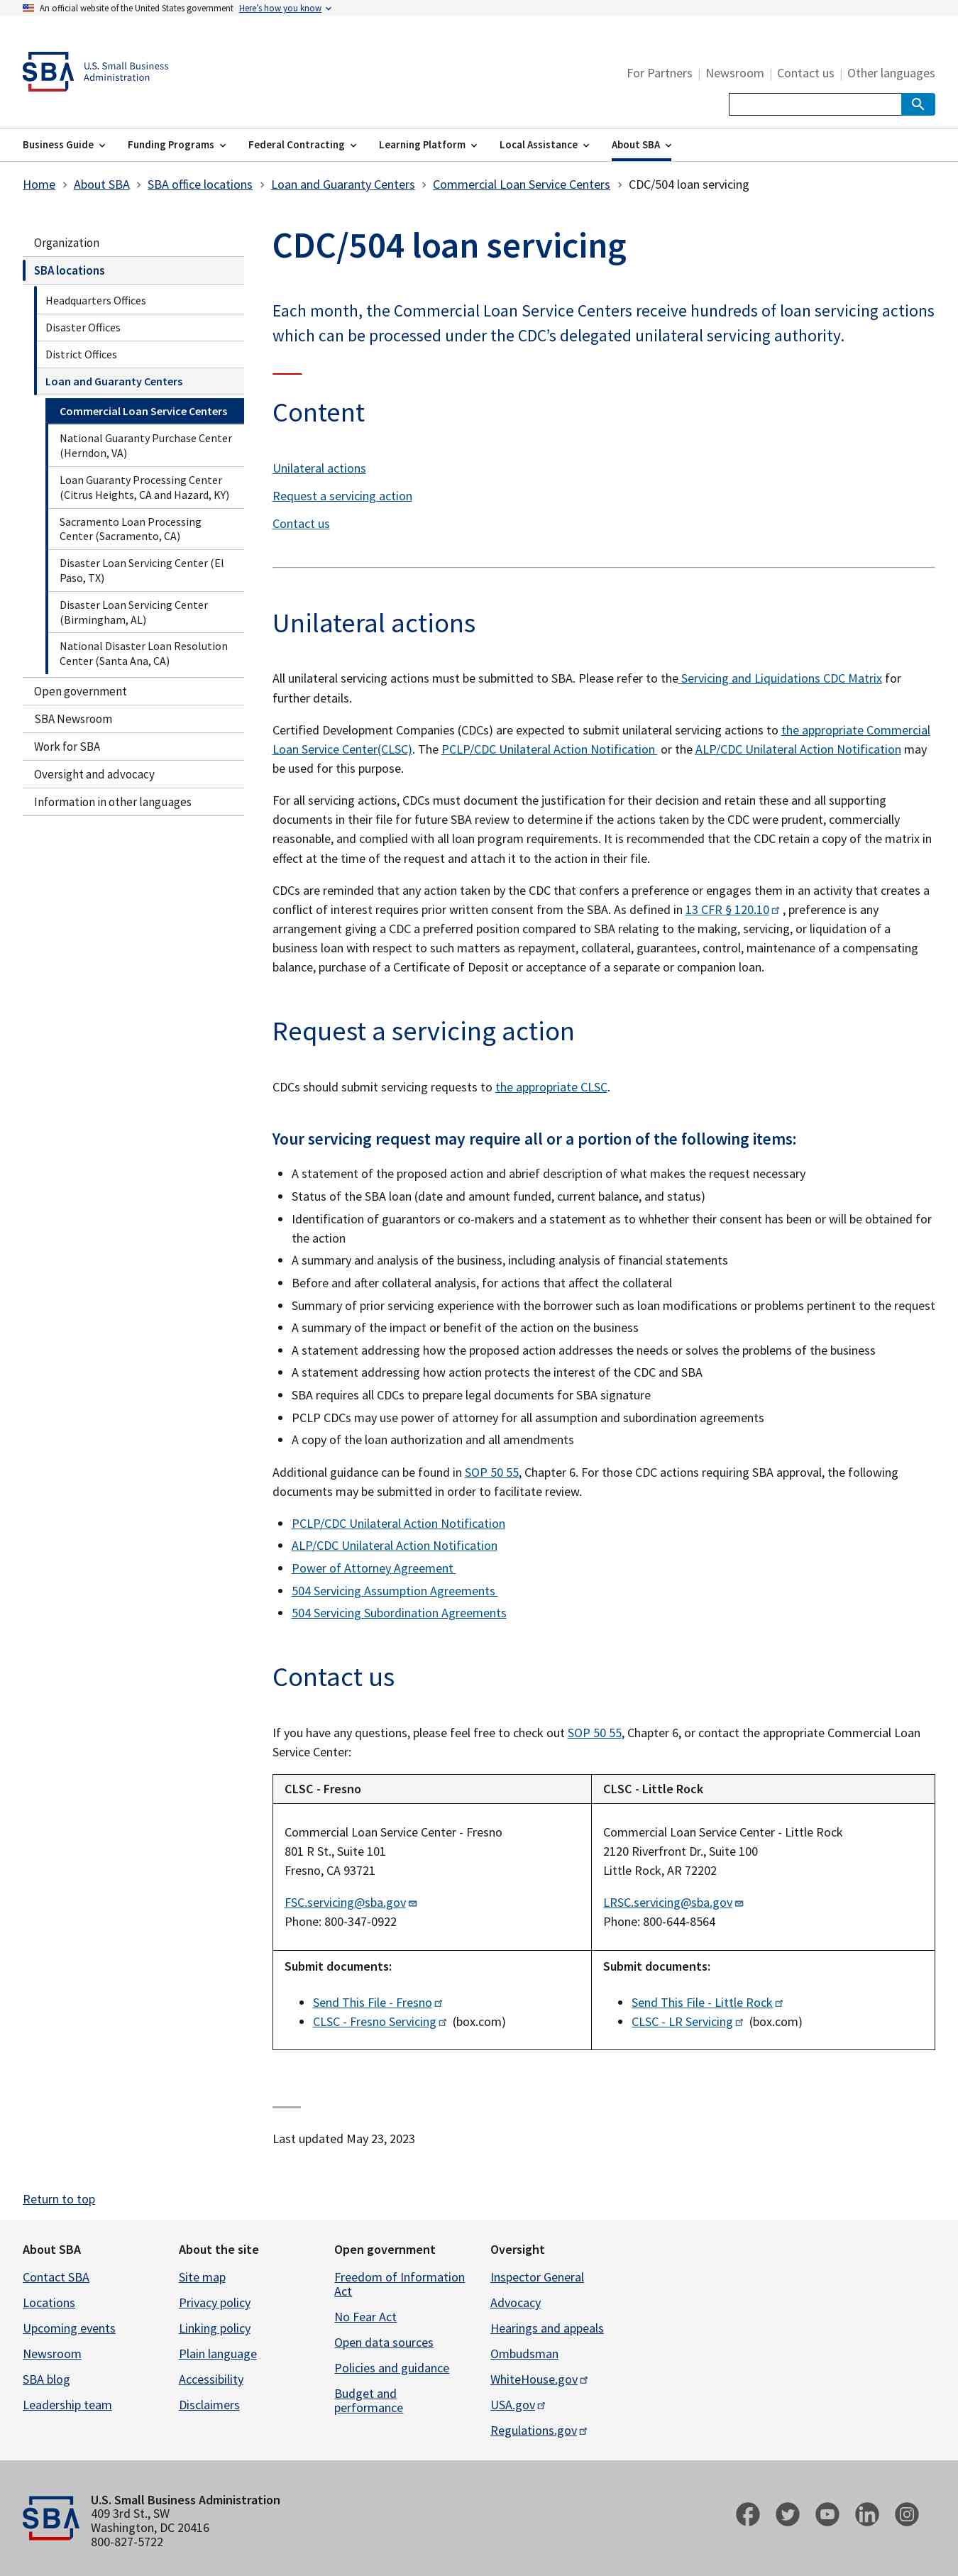 An official website of the United States government Here's how you know
SBA U.S. Small Business
Administration
For Partners | Newsroom | Contact us | Other languages
Business Guide Funding Programs Federal Contracting Learning Platform Local Assistance About SBA
Home > About SBA > SBA office locations > Loan and Guaranty Centers > Commercial Loan Service Centers > CDC/504 loan servicing
Organization
SBA locations
Headquarters Offices
Disaster Offices
District Offices
Loan and Guaranty Centers
Commercial Loan Service Centers
National Guaranty Purchase Center
(Herndon, VA)
Loan Guaranty Processing Center
(Citrus Heights, CA and Hazard, KY)
Sacramento Loan Processing
Center (Sacramento, CA)
Disaster Loan Servicing Center (El
Paso, TX)
Disaster Loan Servicing Center
(Birmingham, AL)
National Disaster Loan Resolution
Center (Santa Ana, CA)
Open government
SBA Newsroom
Work for SBA
Oversight and advocacy
Information in other languages
CDC/504 loan servicing
Each month, the Commercial Loan Service Centers receive hundreds of loan servicing actions
which can be processed under the CDC's delegated unilateral servicing authority.
Content
Unilateral actions
Request a servicing action
Contact us
Unilateral actions
All unilateral servicing actions must be submitted to SBA. Please refer to the Servicing and Liquidations CDC Matrix for
further details.
Certified Development Companies (CDCs) are expected to submit unilateral servicing actions to the appropriate Commercial
Loan Service Center(CLSC). The PCLP/CDC Unilateral Action Notification or the ALP/CDC Unilateral Action Notification may
be used for this purpose.
For all servicing actions, CDCs must document the justification for their decision and retain these and all supporting
documents in their file for future SBA review to determine if the actions taken by the CDC were prudent, commercially
reasonable, and complied with all loan program requirements. It is recommended that the CDC retain a copy of the matrix in
effect at the time of the request and attach it to the action in their file.
CDCs are reminded that any action taken by the CDC that confers a preference or engages them in an activity that creates a
conflict of interest requires prior written consent from the SBA. As defined in 13 CFR § 120.10 , preference is any
arrangement giving a CDC a preferred position compared to SBA relating to the making, servicing, or liquidation of a
business loan with respect to such matters as repayment, collateral, guarantees, control, maintenance of a compensating
balance, purchase of a Certificate of Deposit or acceptance of a separate or companion loan.
Request a servicing action
CDCs should submit servicing requests to the appropriate CLSC.
Your servicing request may require all or a portion of the following items:
• A statement of the proposed action and abrief description of what makes the request necessary
• Status of the SBA loan (date and amount funded, current balance, and status)
• Identification of guarantors or co-makers and a statement as to whhether their consent has been or will be obtained for
the action
• A summary and analysis of the business, including analysis of financial statements
• Before and after collateral analysis, for actions that affect the collateral
• Summary of prior servicing experience with the borrower such as loan modifications or problems pertinent to the request
• A summary of the impact or benefit of the action on the business
• A statement addressing how the proposed action addresses the needs or solves the problems of the business
• A statement addressing how action protects the interest of the CDC and SBA
• SBA requires all CDCs to prepare legal documents for SBA signature
• PCLP CDCs may use power of attorney for all assumption and subordination agreements
• A copy of the loan authorization and all amendments
Additional guidance can be found in SOP 50 55, Chapter 6. For those CDC actions requiring SBA approval, the following
documents may be submitted in order to facilitate review.
• PCLP/CDC Unilateral Action Notification
• ALP/CDC Unilateral Action Notification
• Power of Attorney Agreement
• 504 Servicing Assumption Agreements
• 504 Servicing Subordination Agreements
Contact us
If you have any questions, please feel free to check out SOP 50 55, Chapter 6, or contact the appropriate Commercial Loan
Service Center:
CLSC - Fresno
Commercial Loan Service Center - Fresno
801 R St., Suite 101
Fresno, CA 93721
FSC.servicing@sba.gov
Phone: 800-347-0922
Submit documents:
• Send This File - Fresno
• CLSC - Fresno Servicing (box.com)
CLSC - Little Rock
Commercial Loan Service Center - Little Rock
2120 Riverfront Dr., Suite 100
Little Rock, AR 72202
LRSC.servicing@sba.gov
Phone: 800-644-8564
Submit documents:
• Send This File - Little Rock
• CLSC - LR Servicing (box.com)
Last updated May 23, 2023
Return to top
About SBA
Contact SBA
Locations
Upcoming events
Newsroom
SBA blog
Leadership team
About the site
Site map
Privacy policy
Linking policy
Plain language
Accessibility
Disclaimers
Open government
Freedom of Information
Act
No Fear Act
Open data sources
Policies and guidance
Budget and
performance
Oversight
Inspector General
Advocacy
Hearings and appeals
Ombudsman
WhiteHouse.gov
USA.gov
Regulations.gov
SBA
U.S. Small Business Administration
409 3rd St., SW
Washington, DC 20416
800-827-5722